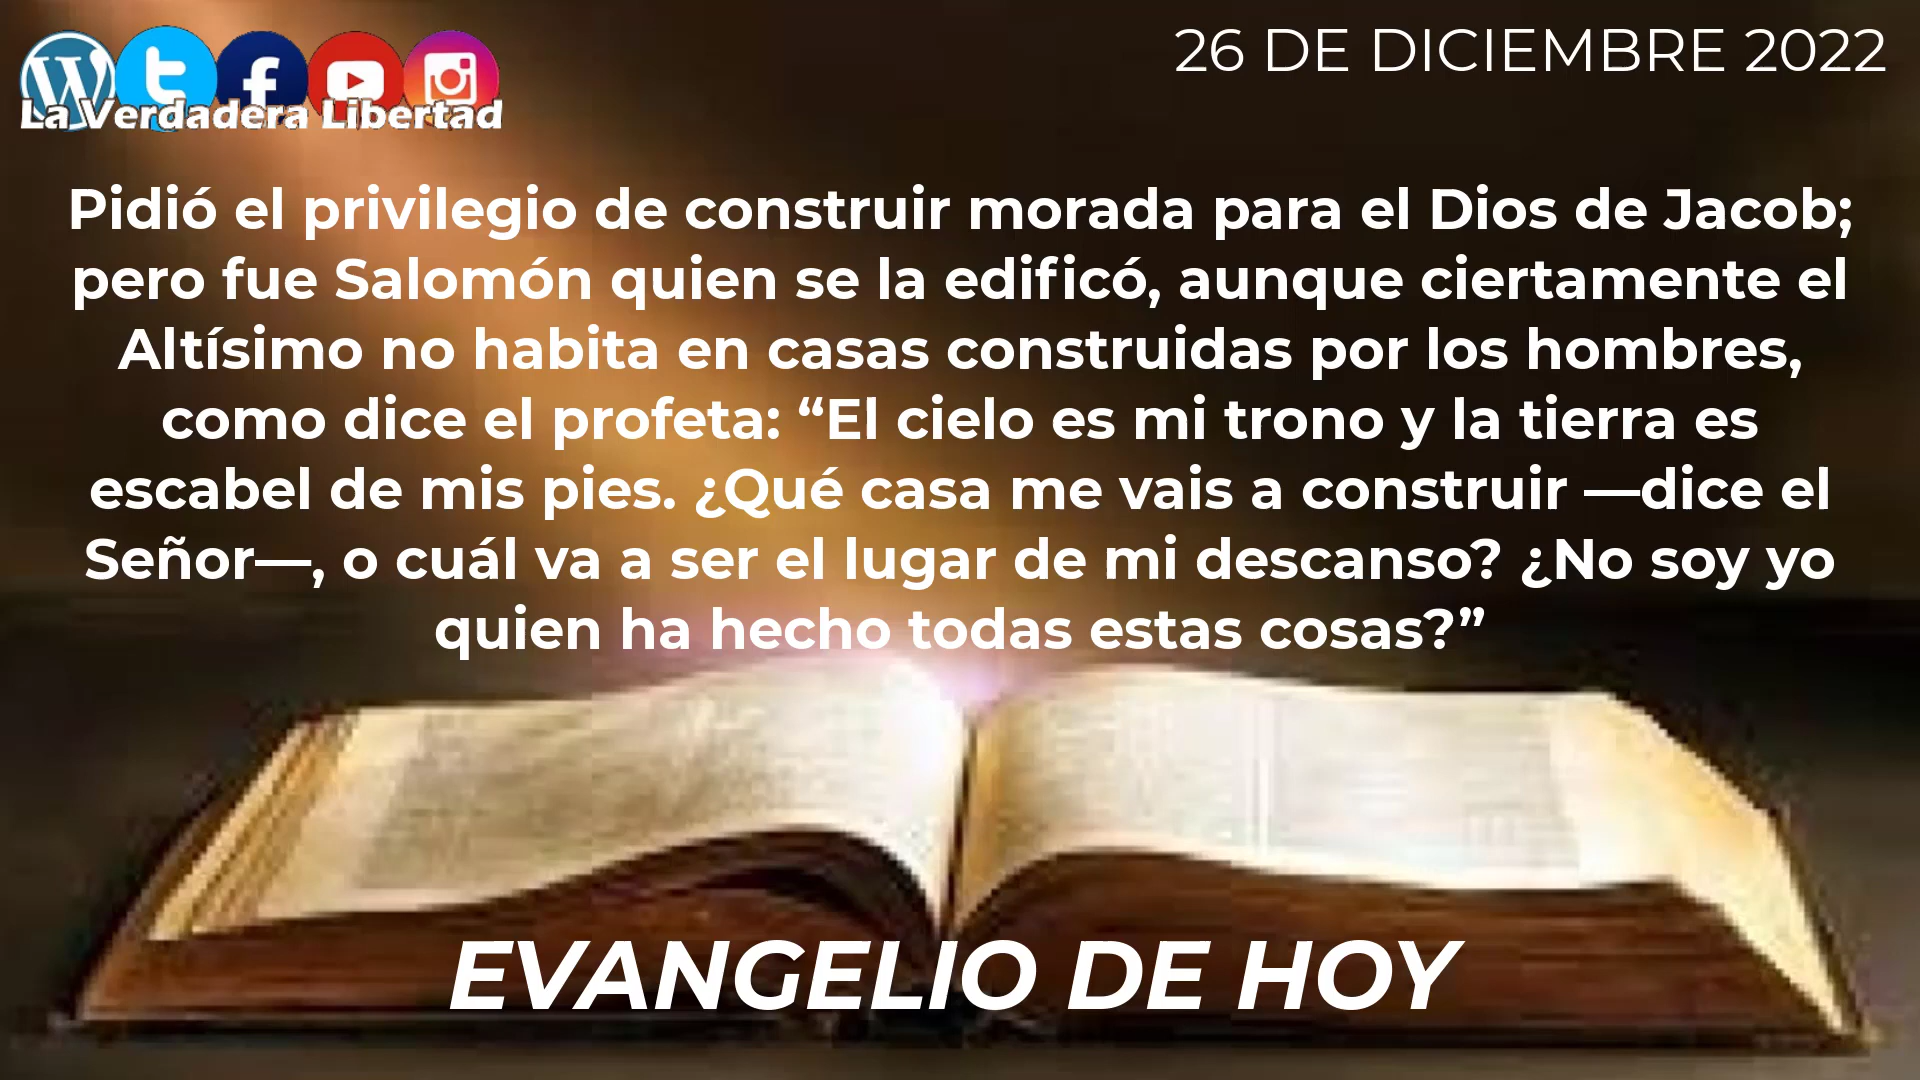 La Verdadera Libertad
26 DE DICIEMBRE 2022
Pidió el privilegio de construir morada para el Dios de Jacob;
pero fue Salomón quien se la edificó, aunque ciertamente el
Altísimo no habita en casas construidas por los hombres,
como dice el profeta: “El cielo es mi trono y la tierra es
escabel de mis pies. ¿Qué casa me vais a construir —dice el
Señor—, o cuál va a ser el lugar de mi descanso? ¿No soy yo
quien ha hecho todas estas cosas?”
EVANGELIO DE HOY